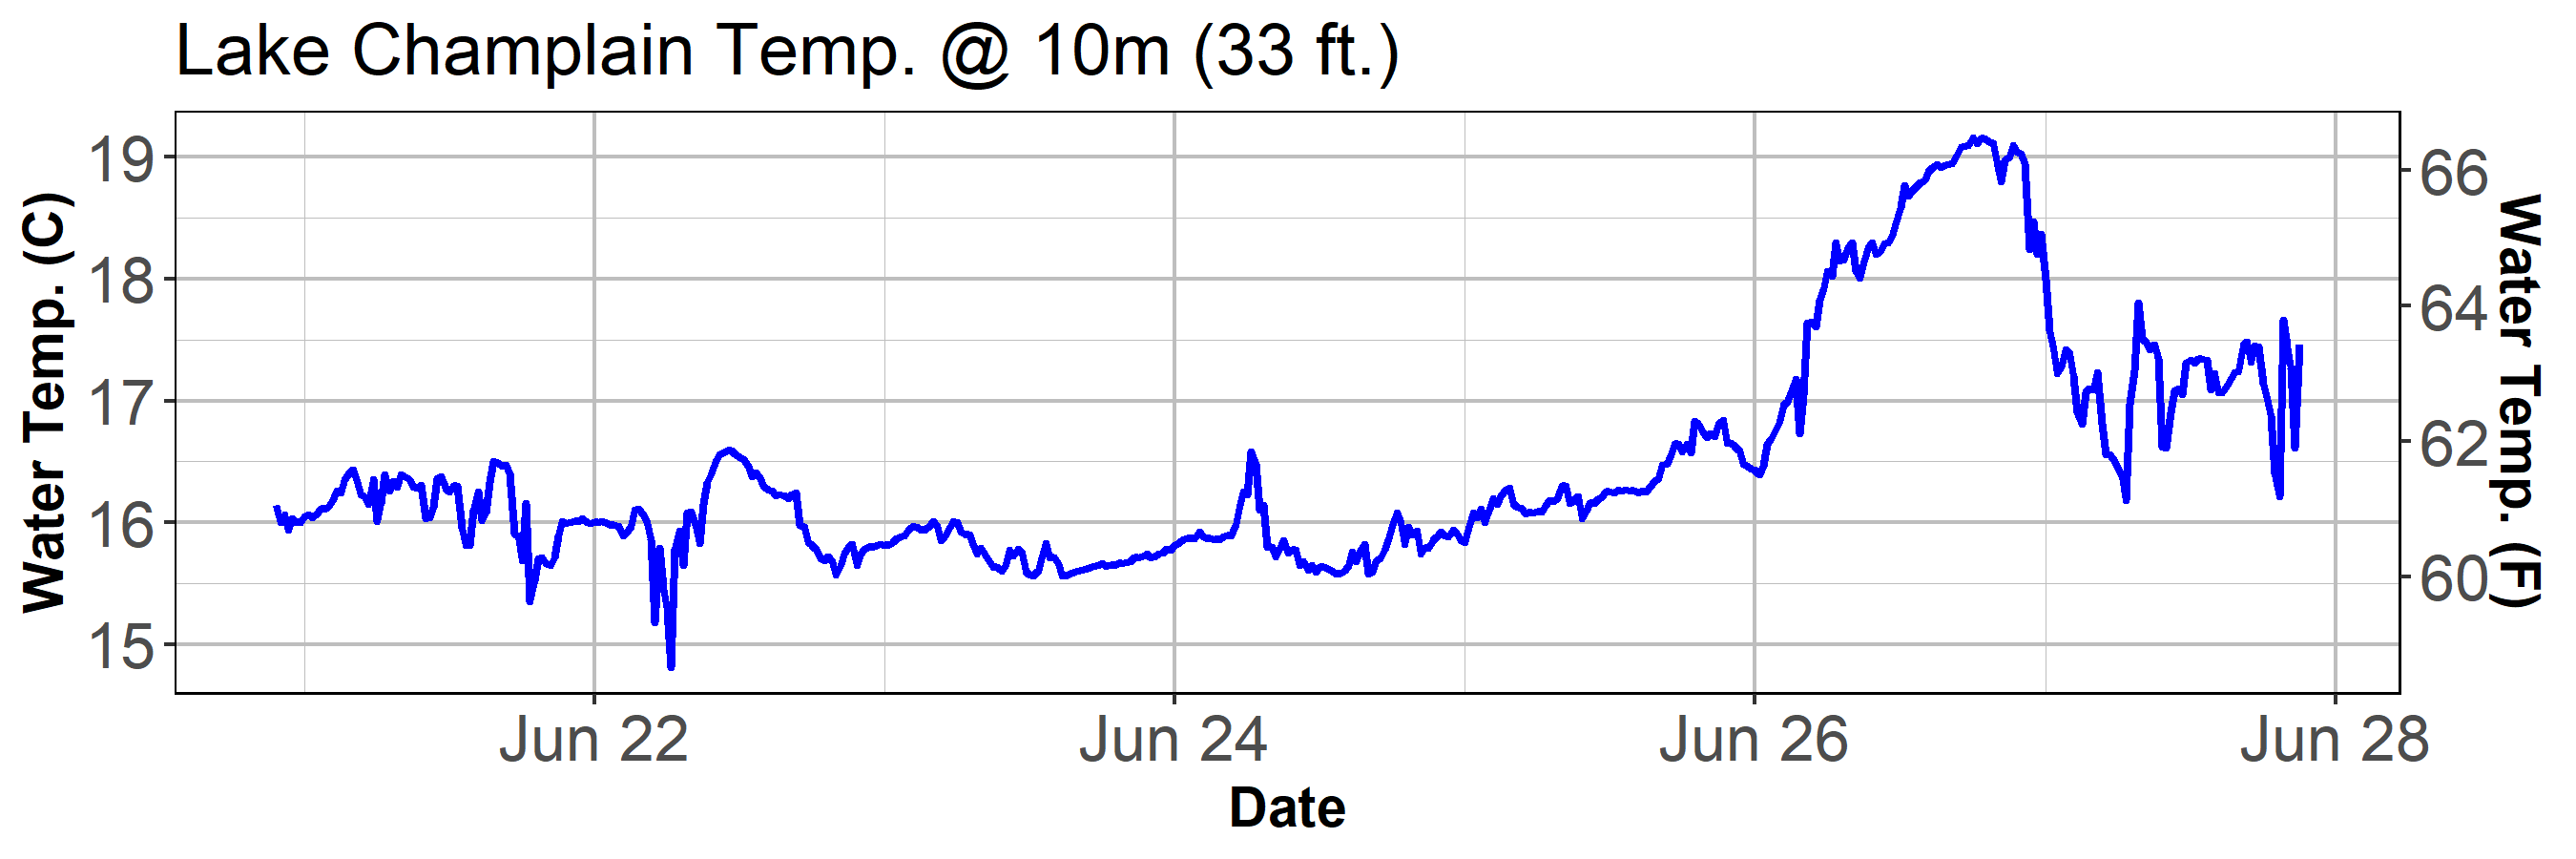 Lake Champlain Temp. @ 10m (33 ft.)
Water Temp. (C)
19
18
17
16
15
66
64
62
60
Water Temp. (F)
Jun 22
Jun 24
Jun 26
Jun 28
Date